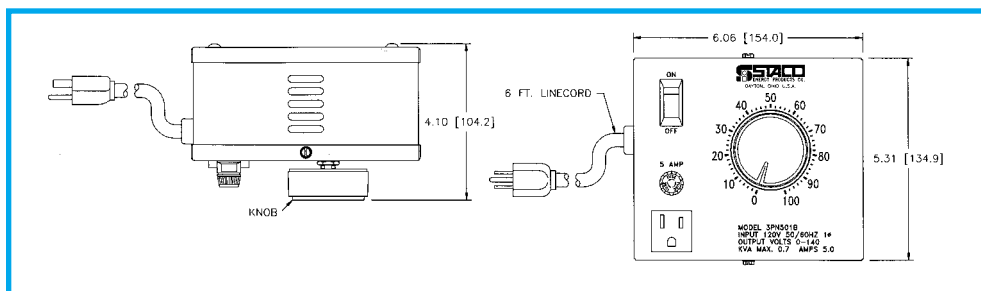 4.10 [104.2]
KNOB
6.06 [154.0]
6 FT. LINECORD
5.31 [134.9]
ON
OFF
STACO
ENERGY PRODUCTS CO.
DAYTON, OHIO U.S.A.
5 AMP
0
10
20
30
40
50
60
70
80
90
100
MODEL 3PN501B
INPUT 120V 50/60HZ 1ø
OUTPUT VOLTS 0-140
KVA MAX. 0.7 AMPS 5.0